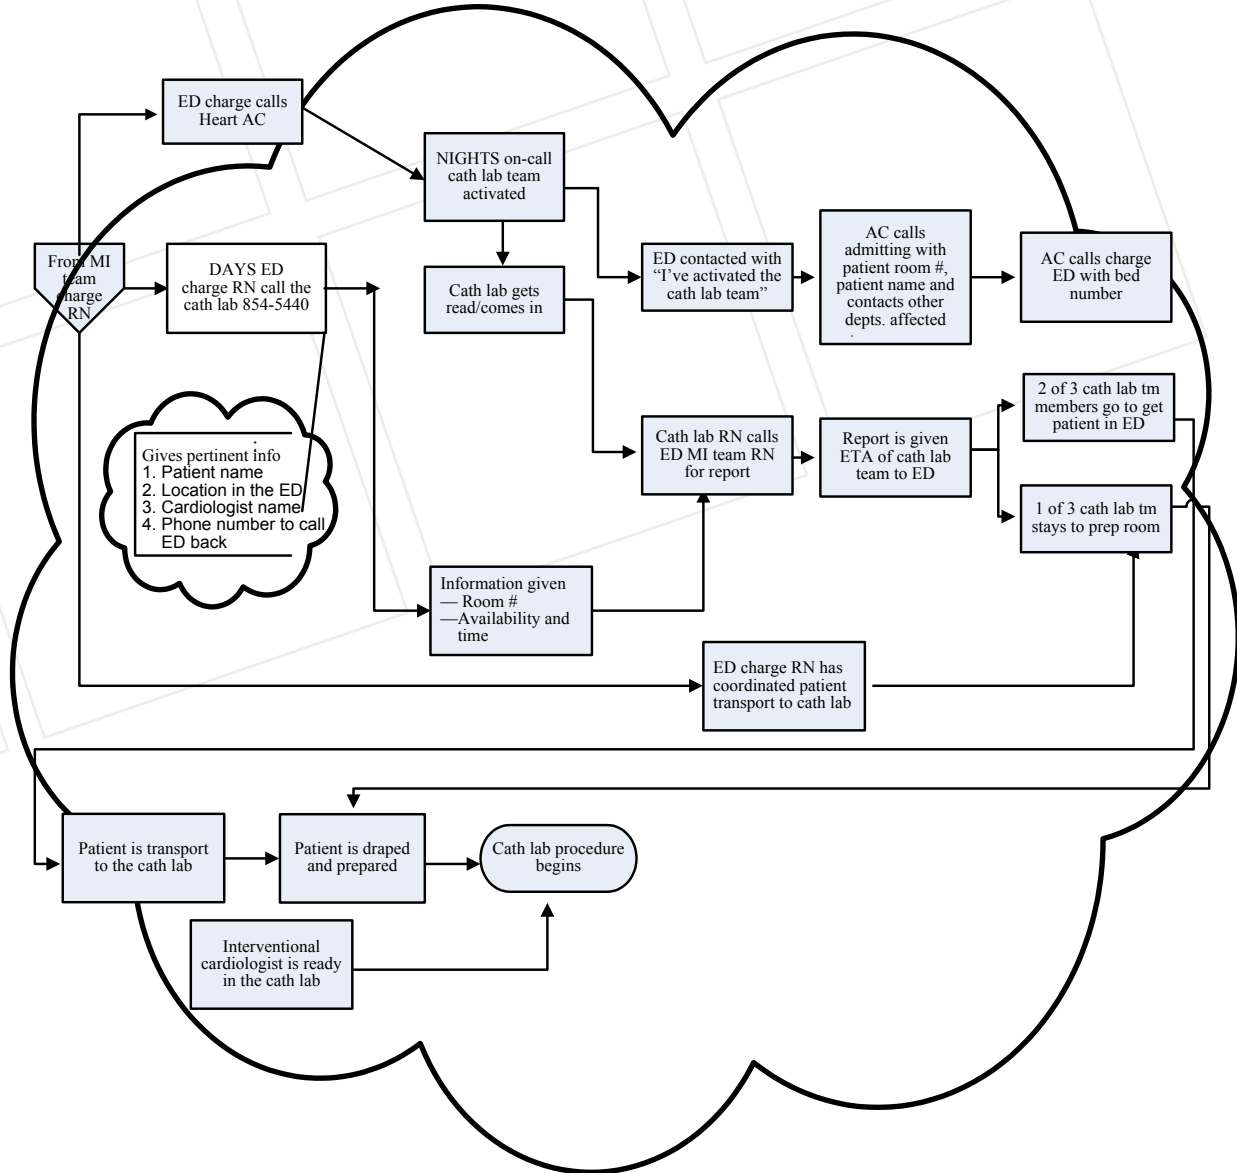 ED charge calls
Heart AC
NIGHTS on-call
cath lab team
activated
From MI
team
charge
RN
DAYS ED
charge RN call the
cath lab 854-5440
Cath lab gets
read/comes in
ED contacted with
“I’ve activated the
cath lab team”
AC calls
admitting with
patient room #,
patient name and
contacts other
depts. affected
.
AC calls charge
ED with bed
number
Gives pertinent info
1. Patient name
2. Location in the ED
3. Cardiologist name
4. Phone number to call
ED back
Cath lab RN calls
ED MI team RN
for report
Report is given
ETA of cath lab
team to ED
2 of 3 cath lab tm
members go to get
patient in ED
1 of 3 cath lab tm
stays to prep room
Information given
— Room #
—Availability and
time
ED charge RN has
coordinated patient
transport to cath lab
Patient is transport
to the cath lab
Patient is draped
and prepared
Cath lab procedure
begins
Interventional
cardiologist is ready
in the cath lab